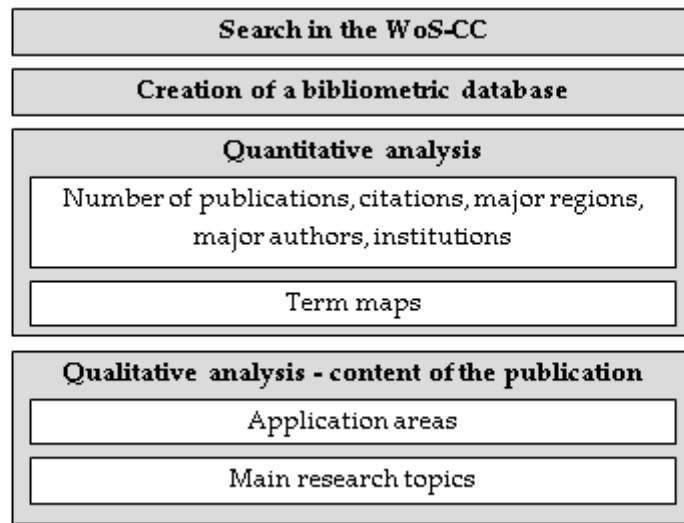 Search in the WoS-CC
Creation of a bibliometric database
Quantitative analysis
Number of publications, citations, major regions,
major authors, institutions
Term maps
Qualitative analysis - content of the publication
Application areas
Main research topics